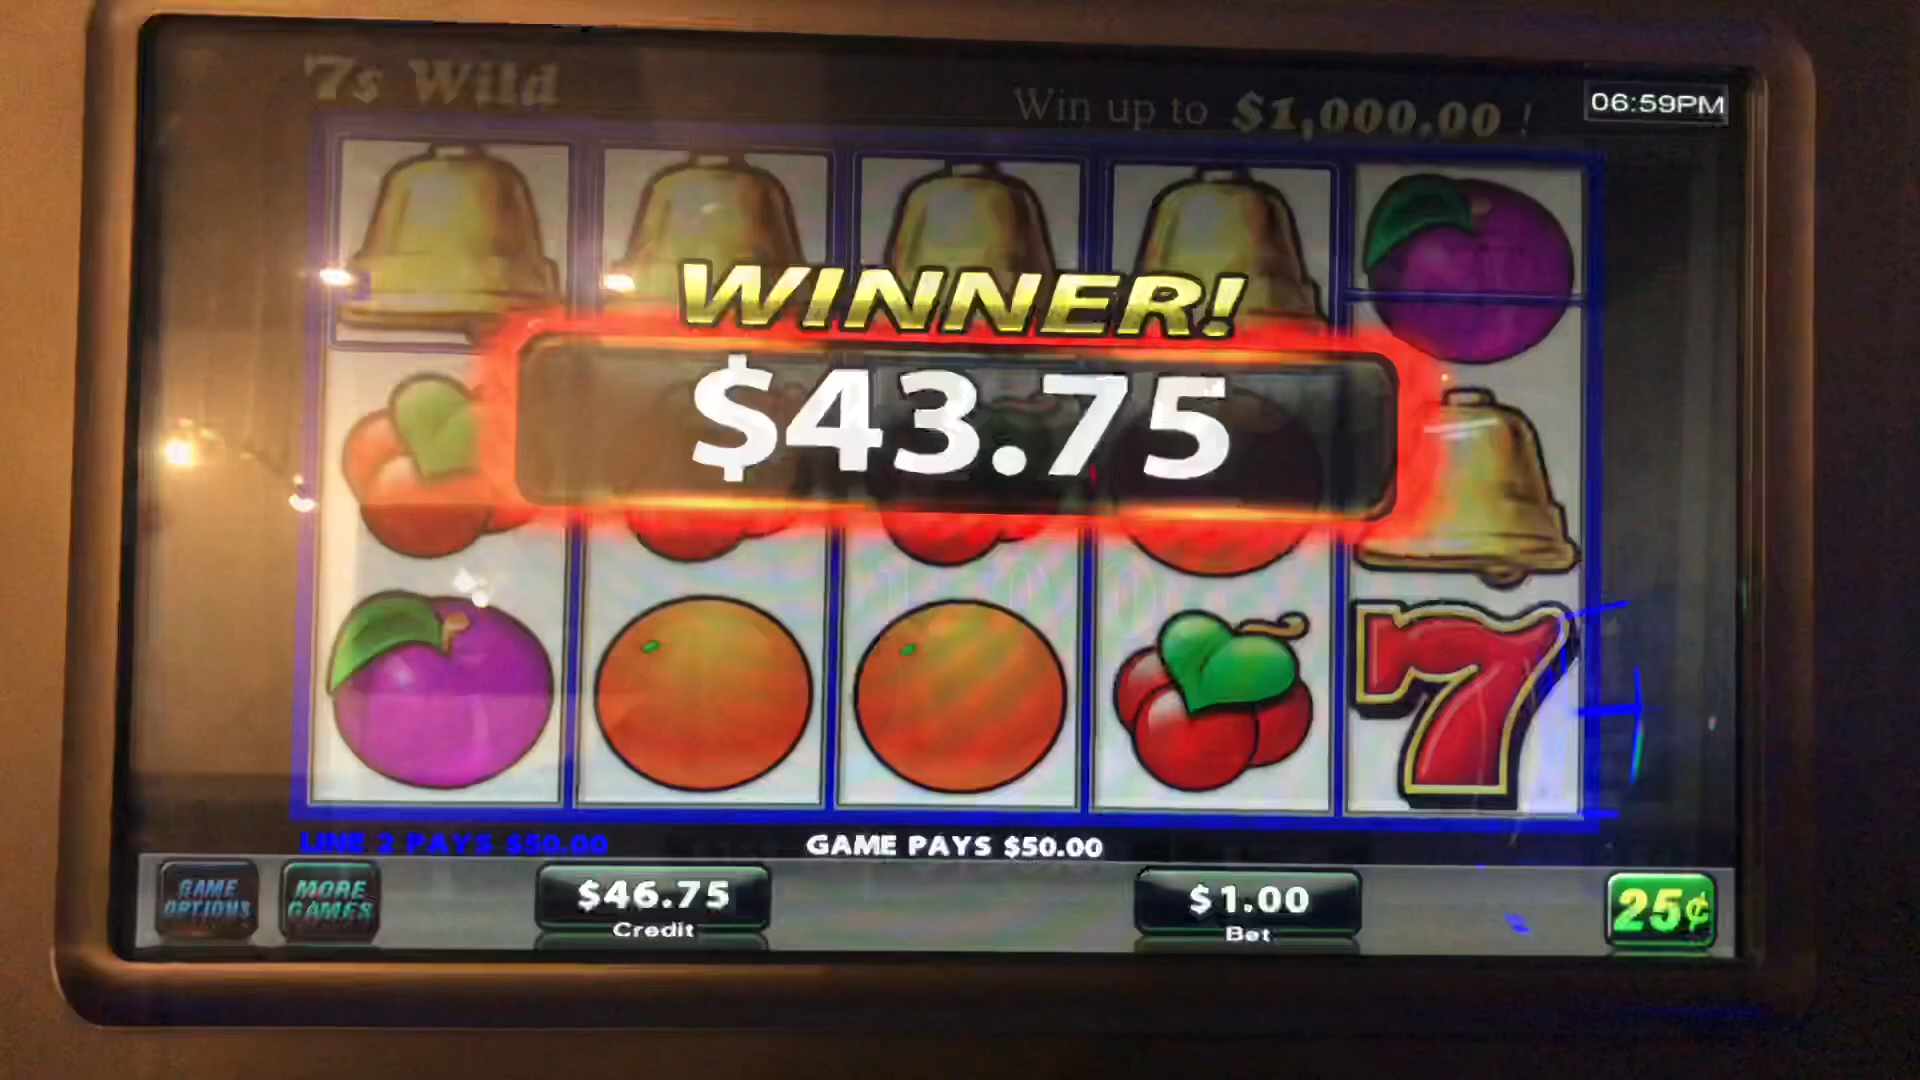 7s Wild
Win up to $1,000.00 !
06:59PM
WINNER!
$43.75
LINE 2 PAYS $50.00
GAME PAYS $50.00
GAME OPTIONS
MORE GAMES
$46.75
Credit
$1.00
Bet
25¢
7